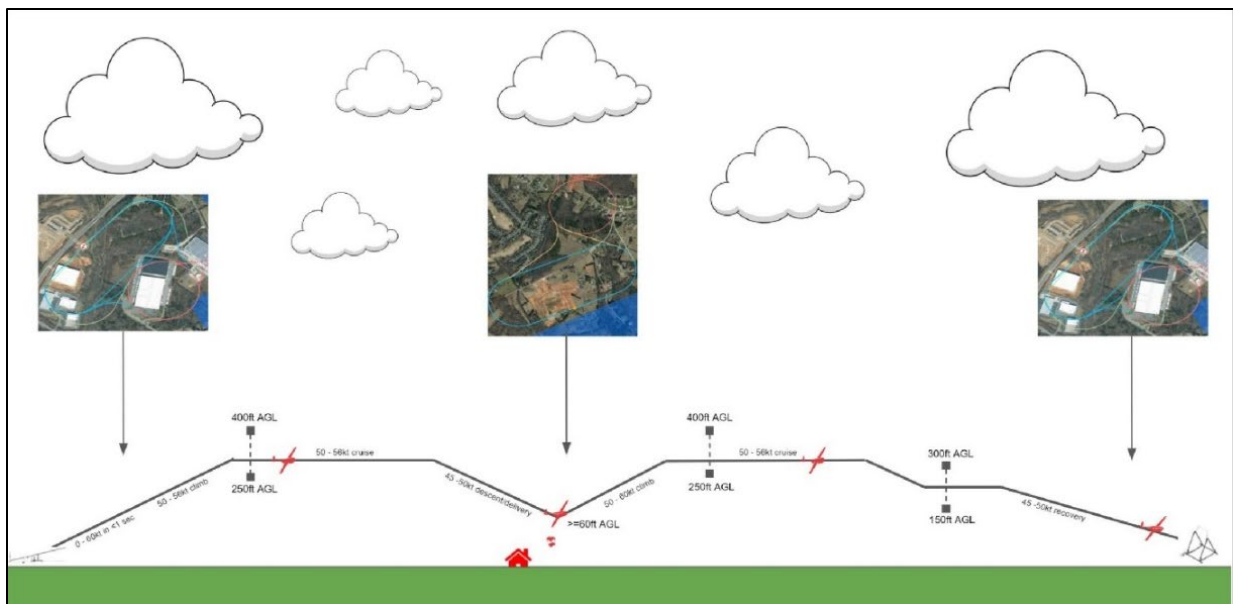 0 - 60kt in <1 sec
50 - 56kt climb
400ft AGL
250ft AGL
50 - 56kt cruise
45 -50kt descent/delivery
>=60ft AGL
50 - 60kt climb
400ft AGL
250ft AGL
50 - 56kt cruise
300ft AGL
150ft AGL
45 -50kt recovery